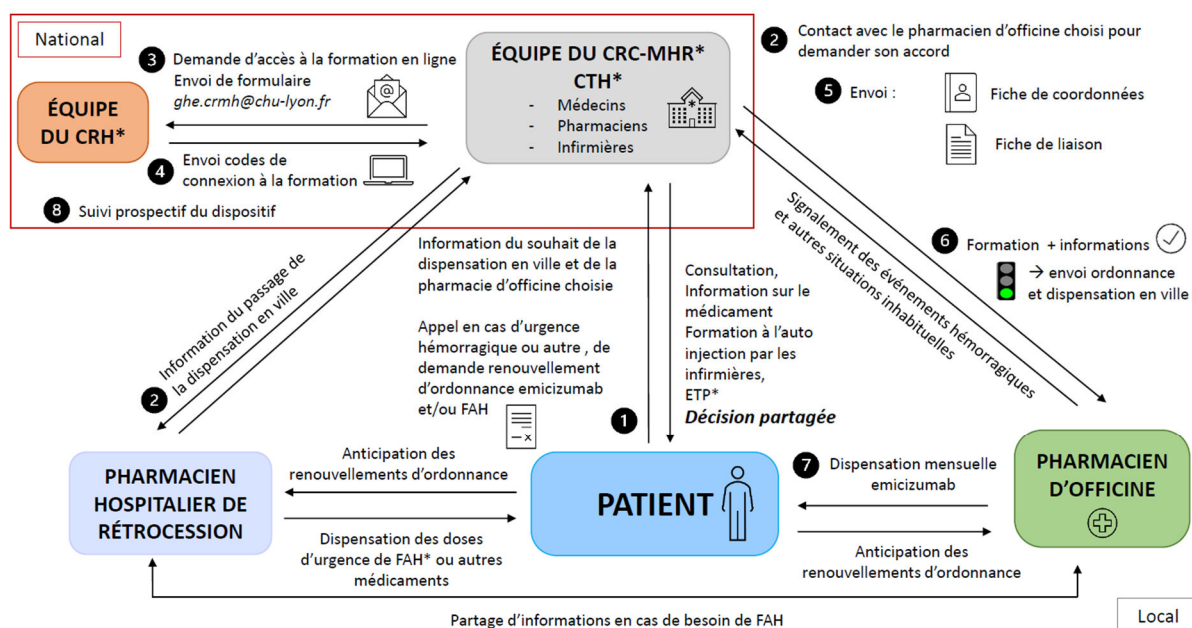 National
3 Demande d'accès à la formation en ligne
Envoi de formulaire
ghe.crmh@chu-lyon.fr
@
ÉQUIPE
DU CRH*
4 Envoi codes de
connexion à la formation
8 Suivi prospectif du dispositif
ÉQUIPE DU CRC-MHR*
CTH*
- Médecins
- Pharmaciens
- Infirmières
2 Contact avec le pharmacien d'officine choisi pour
demander son accord
5 Envoi :
Fiche de coordonnées
Fiche de liaison
6 Formation + informations
→ envoi ordonnance
et dispensation en ville
Signalement des événements hémorragiques
et autres situations inhabituelles
2 Information du passage de
la dispensation en ville
Information du souhait de la
dispensation en ville et de la
pharmacie d'officine choisie
Appel en cas d'urgence
hémorragique ou autre , de
demande renouvellement
d'ordonnance emicizumab
et/ou FAH
1
Consultation,
Information sur le
médicament
Formation à l'auto
injection par les
infirmières,
ETP*
Décision partagée
PHARMACIEN
HOSPITALIER DE
RÉTROCESSION
Anticipation des
renouvellements d'ordonnance
Dispensation des doses
d'urgence de FAH* ou autres
médicaments
PATIENT
7 Dispensation mensuelle
emicizumab
Anticipation des
renouvellements d'ordonnance
PHARMACIEN
D'OFFICINE
Partage d'informations en cas de besoin de FAH
Local